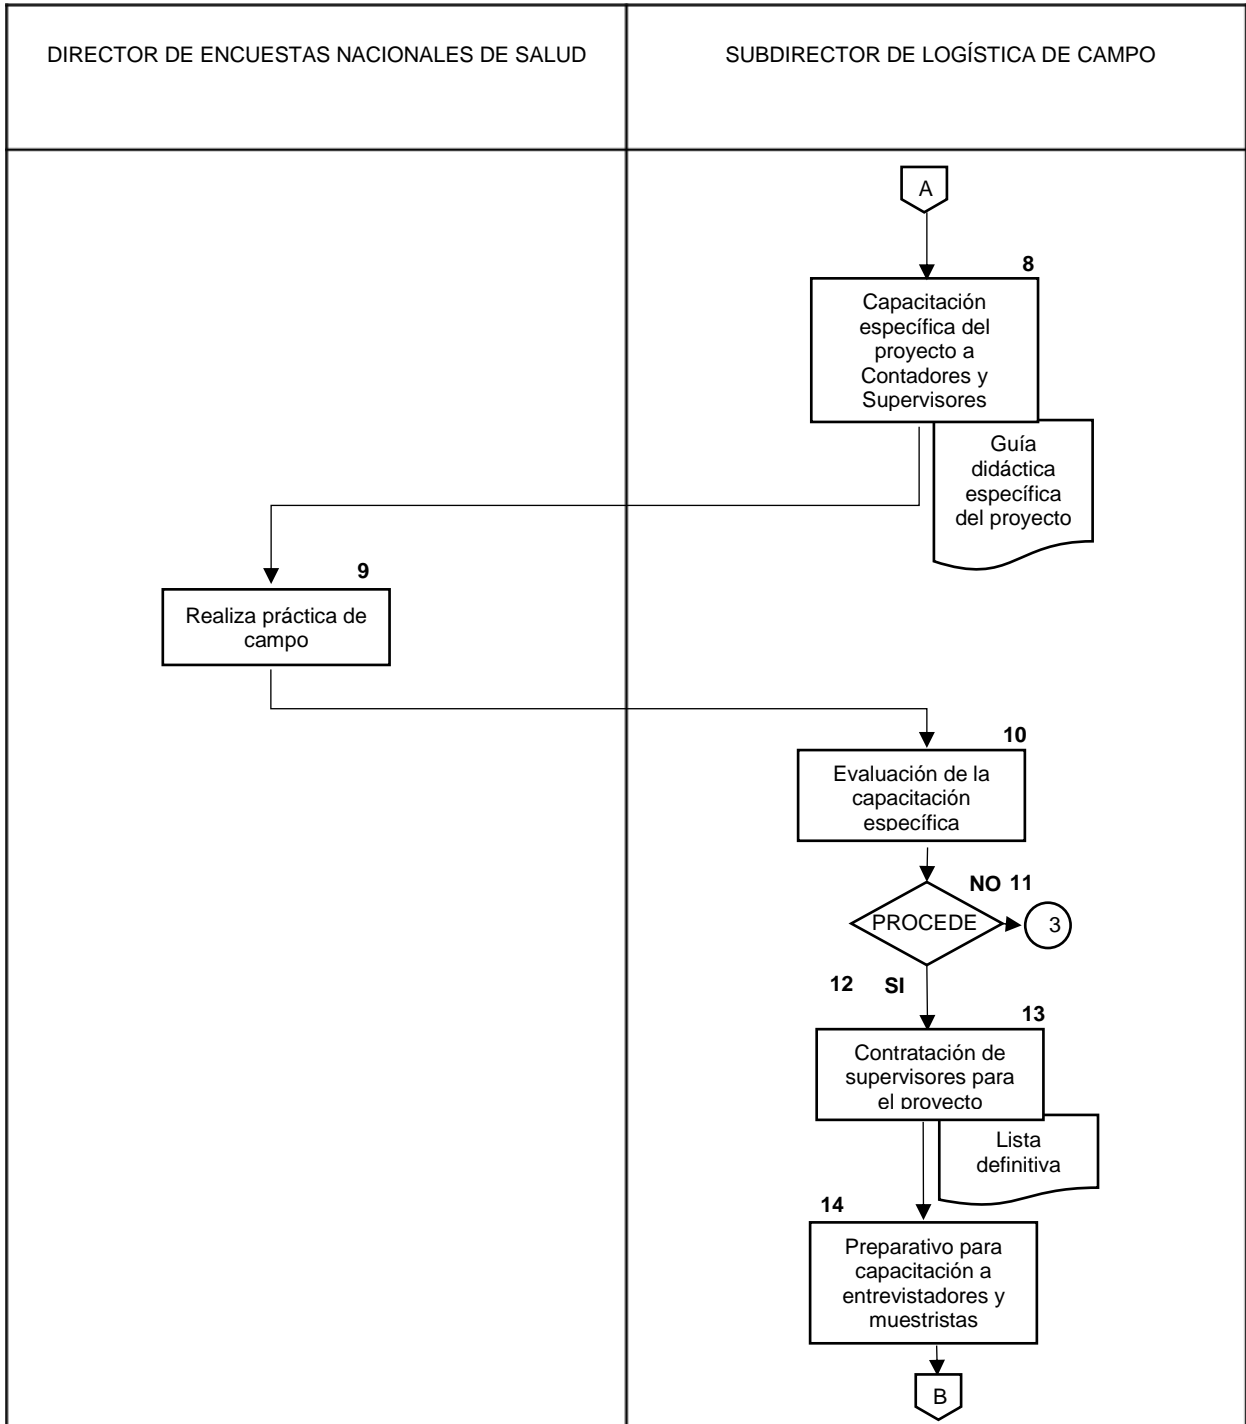 DIRECTOR DE ENCUESTAS NACIONALES DE SALUD
SUBDIRECTOR DE LOGÍSTICA DE CAMPO
A
8
Capacitación
específica del
proyecto a
Contadores y
Supervisores
Guía
didáctica
específica
del proyecto
9
Realiza práctica de
campo
10
Evaluación de la
capacitación
específica
NO 11
PROCEDE
3
12 SI
13
Contratación de
supervisores para
el proyecto
Lista
definitiva
14
Preparativo para
capacitación a
entrevistadores y
muestristas
B